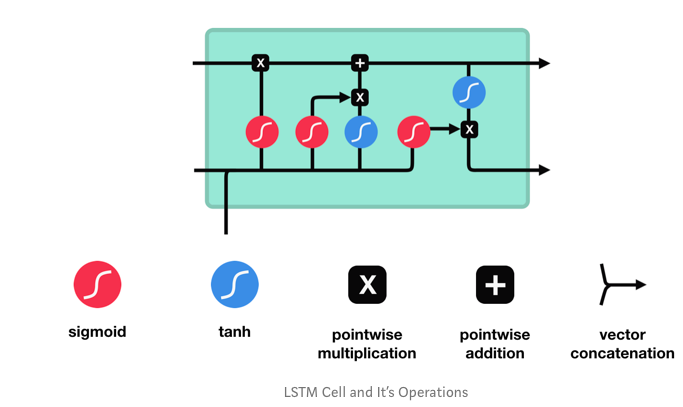 X
+
X
X
X
+
sigmoid
tanh
pointwise
multiplication
pointwise
addition
vector
concatenation
LSTM Cell and It's Operations